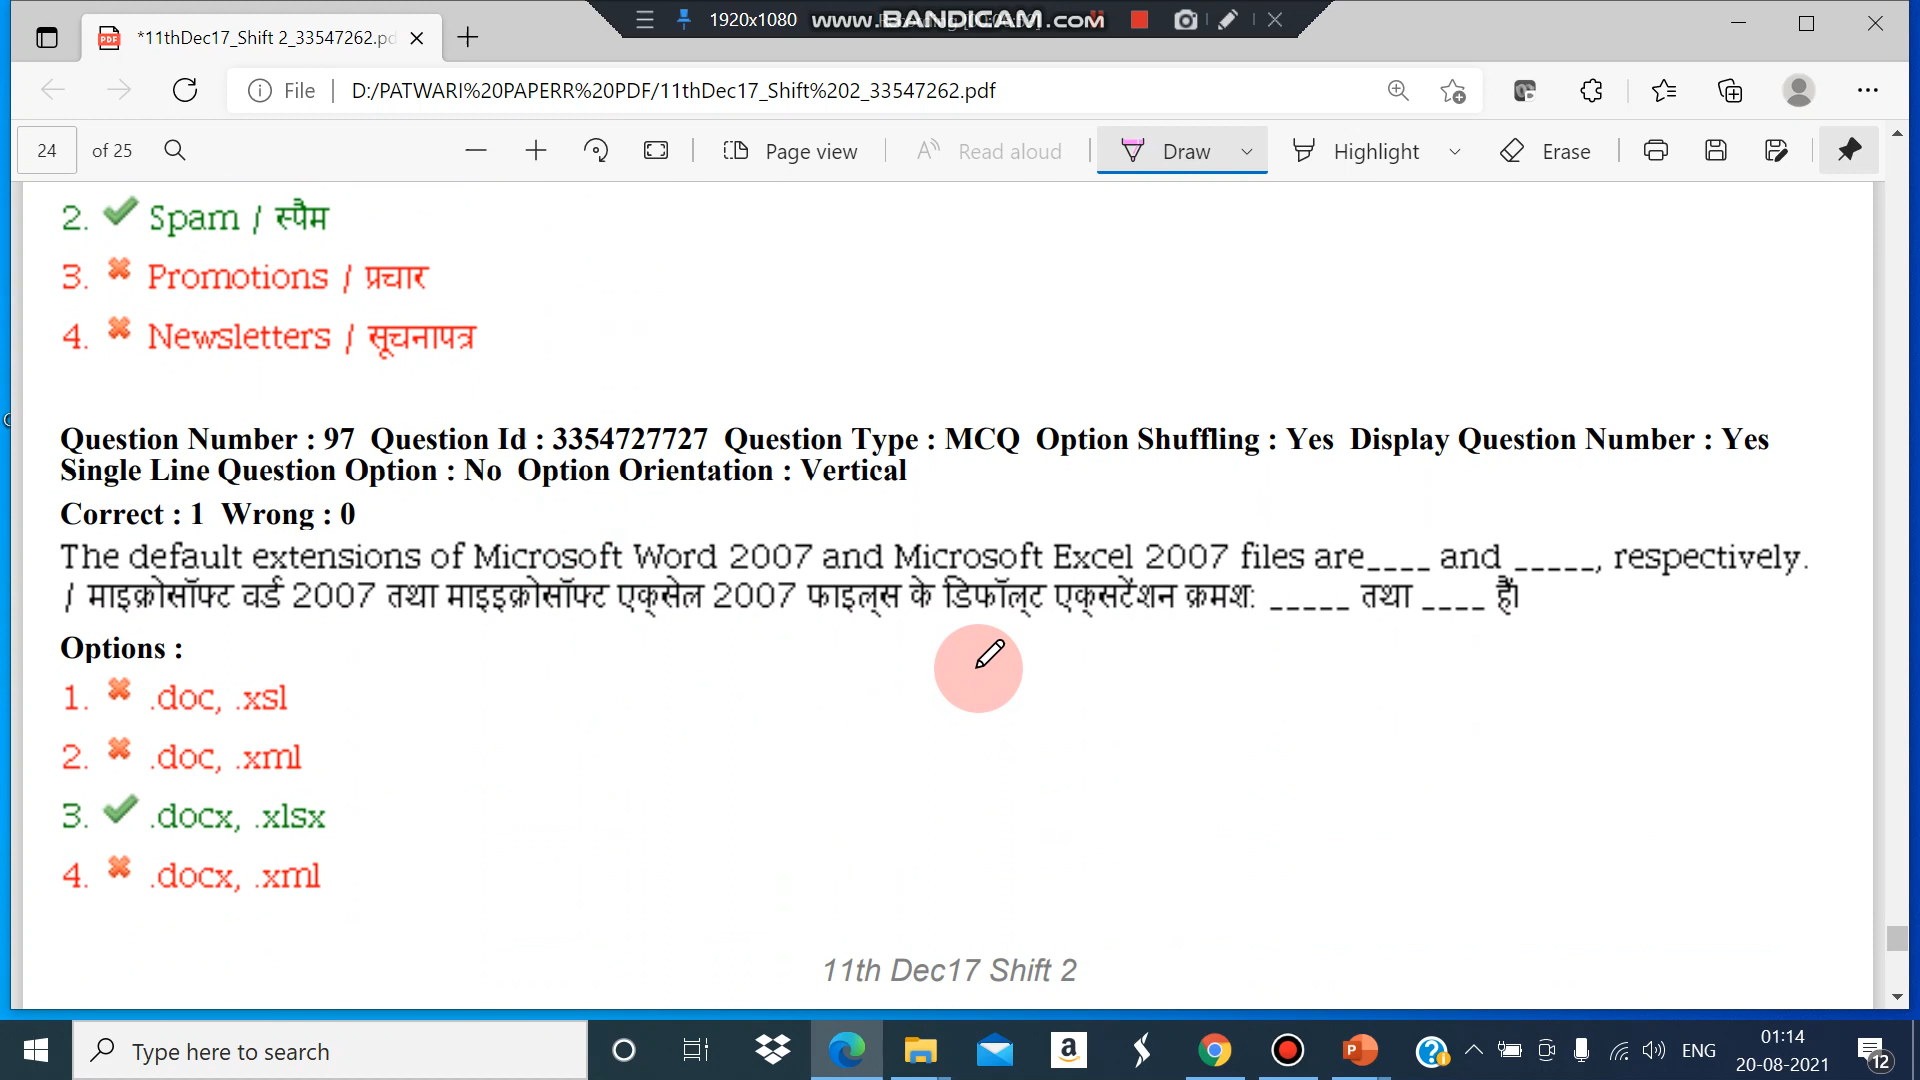 1920x1080 www.BANDICAM.com
*11thDec17_Shift 2_33547262.pd
File D:/PATWARI%20PAPERR%20PDF/11thDec17_Shift%202_33547262.pdf
24 of 25 Page view Read aloud Draw Highlight Erase
2. Spam / स्पैम
3. Promotions / प्रचार
4. Newsletters / सूचनापत्र
Question Number : 97 Question Id : 3354727727 Question Type : MCQ Option Shuffling : Yes Display Question Number : Yes
Single Line Question Option : No Option Orientation : Vertical
Correct : 1 Wrong : 0
The default extensions of Microsoft Word 2007 and Microsoft Excel 2007 files are____ and _____, respectively.
/ माइक्रोसॉफ्ट वर्ड 2007 तथा माइइक्रोसॉफ्ट एक्सेल 2007 फाइल्स के डिफॉल्ट एक्सटेंशन क्रमश: _____ तथा ____ हैं।
Options :
1. .doc, .xsl
2. .doc, .xml
3. .docx, .xlsx
4. .docx, .xml
11th Dec17 Shift 2
Type here to search
ENG
01:14
20-08-2021
12